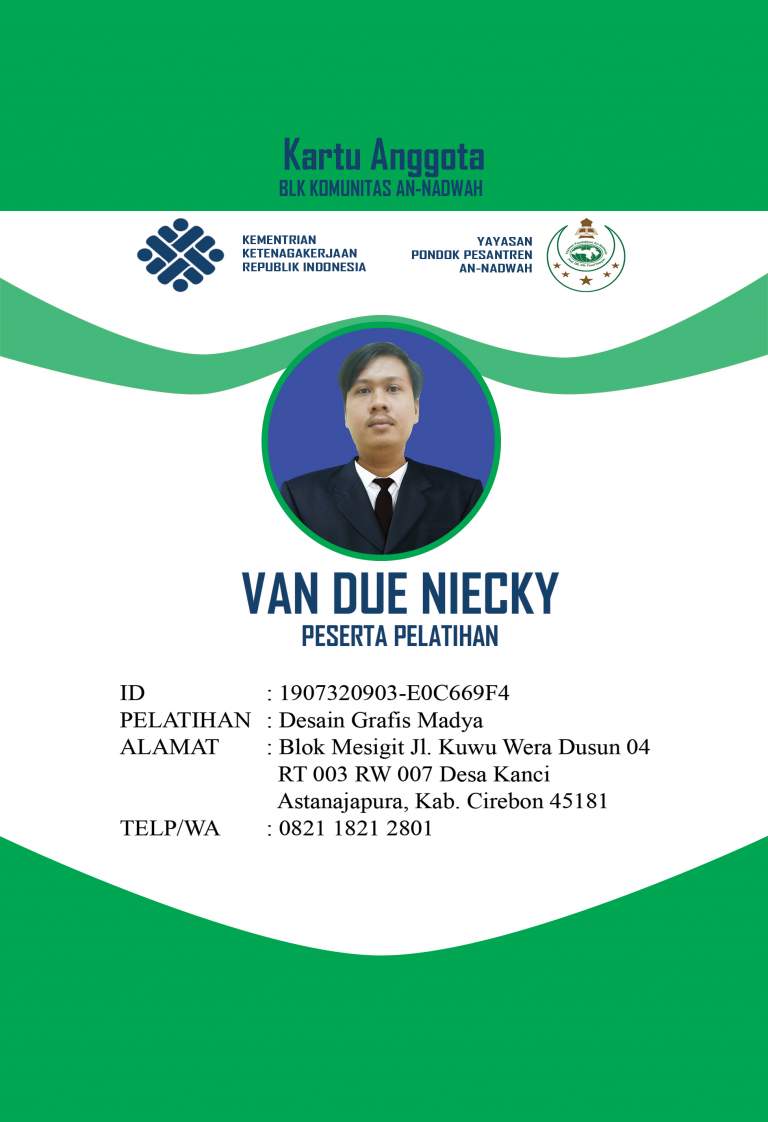 Kartu Anggota
BLK KOMUNITAS AN-NADWAH
KEMENTRIAN
KETENAGAKERJAAN
REPUBLIK INDONESIA
YAYASAN
PONDOK PESANTREN
AN-NADWAH
VAN DUE NIECKY
PESERTA PELATIHAN
ID : 1907320903-E0C669F4
PELATIHAN : Desain Grafis Madya
ALAMAT : Blok Mesigit Jl. Kuwu Wera Dusun 04
RT 003 RW 007 Desa Kanci
Astanajapura, Kab. Cirebon 45181
TELP/WA : 0821 1821 2801